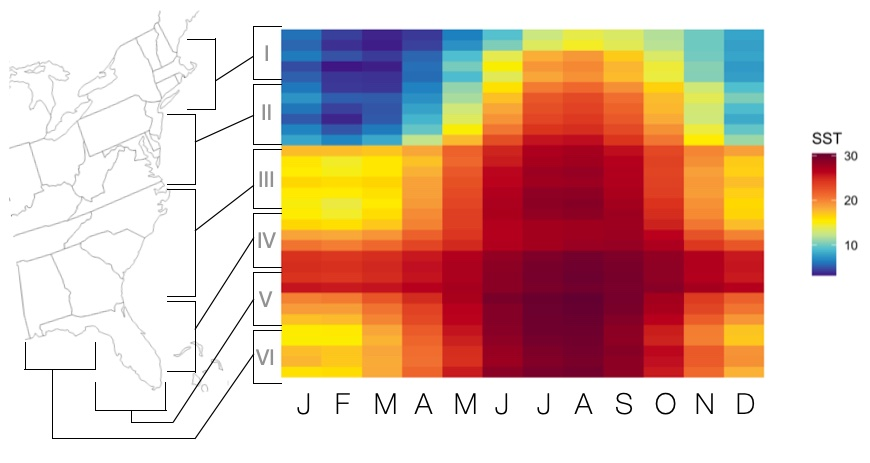 I
II
III
IV
V
VI
J F M A M J J A S O N D
SST
30
20
10